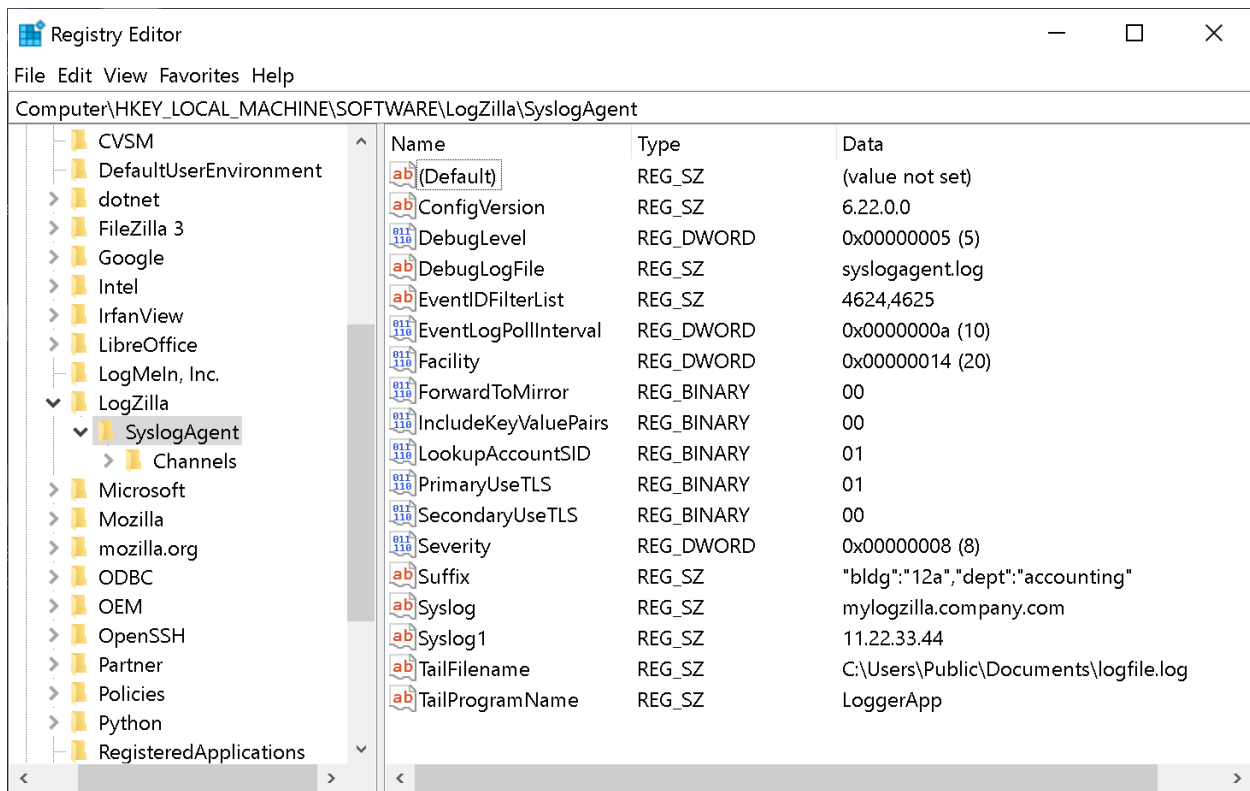 Registry Editor
File Edit View Favorites Help
Computer\HKEY_LOCAL_MACHINE\SOFTWARE\LogZilla\SyslogAgent
CVSM
DefaultUserEnvironment
dotnet
FileZilla 3
Google
Intel
IrfanView
LibreOffice
LogMeIn, Inc.
LogZilla
SyslogAgent
Channels
Microsoft
Mozilla
mozilla.org
ODBC
OEM
OpenSSH
Partner
Policies
Python
RegisteredApplications
Name Type Data
(Default) REG_SZ (value not set)
ConfigVersion REG_SZ 6.22.0.0
DebugLevel REG_DWORD 0x00000005 (5)
DebugLogFile REG_SZ syslogagent.log
EventIDFilterList REG_SZ 4624,4625
EventLogPollInterval REG_DWORD 0x0000000a (10)
Facility REG_DWORD 0x00000014 (20)
ForwardToMirror REG_BINARY 00
IncludeKeyValuePairs REG_BINARY 00
LookupAccountSID REG_BINARY 01
PrimaryUseTLS REG_BINARY 01
SecondaryUseTLS REG_BINARY 00
Severity REG_DWORD 0x00000008 (8)
Suffix REG_SZ "bldg":"12a","dept":"accounting"
Syslog REG_SZ mylogzilla.company.com
Syslog1 REG_SZ 11.22.33.44
TailFilename REG_SZ C:\Users\Public\Documents\logfile.log
TailProgramName REG_SZ LoggerApp